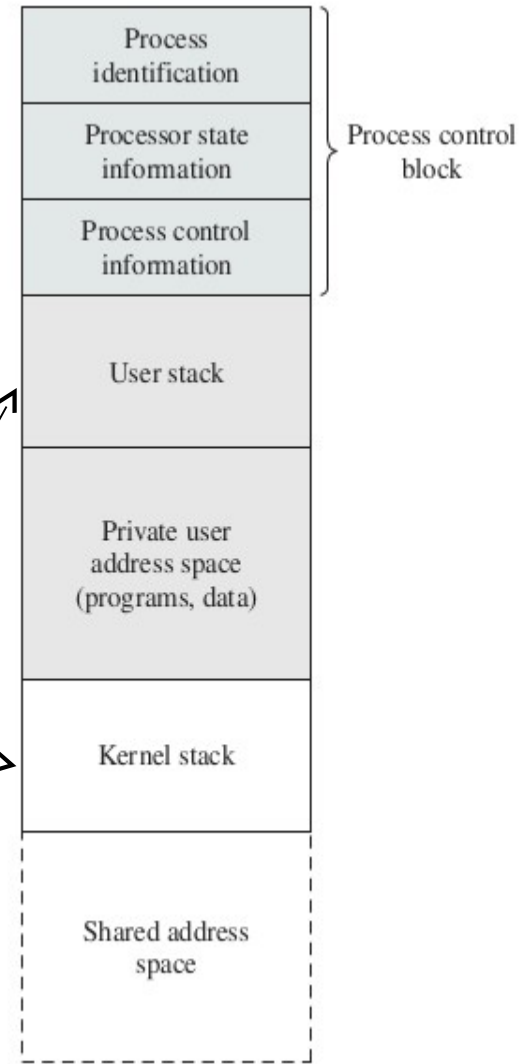 Process
identification
Processor state
information
Process control
information
Process control
block
User stack
Private user
address space
(programs, data)
Kernel stack
Shared address
space